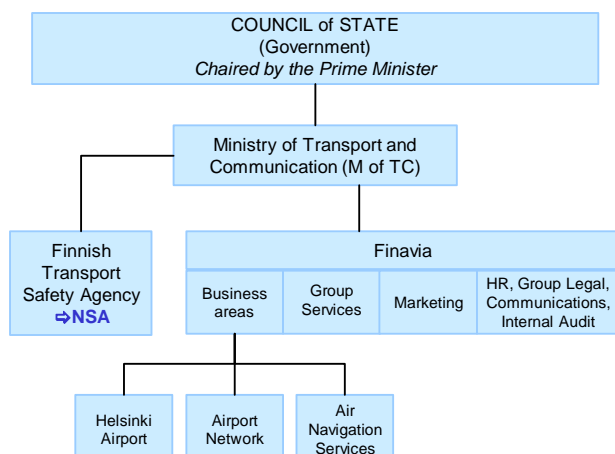 COUNCIL of STATE
(Government)
Chaired by the Prime Minister
Ministry of Transport and
Communication (M of TC)
Finnish
Transport
Safety Agency
⇨NSA
Finavia
Business
areas
Group
Services
Marketing
HR, Group Legal,
Communications,
Internal Audit
Helsinki
Airport
Airport
Network
Air
Navigation
Services